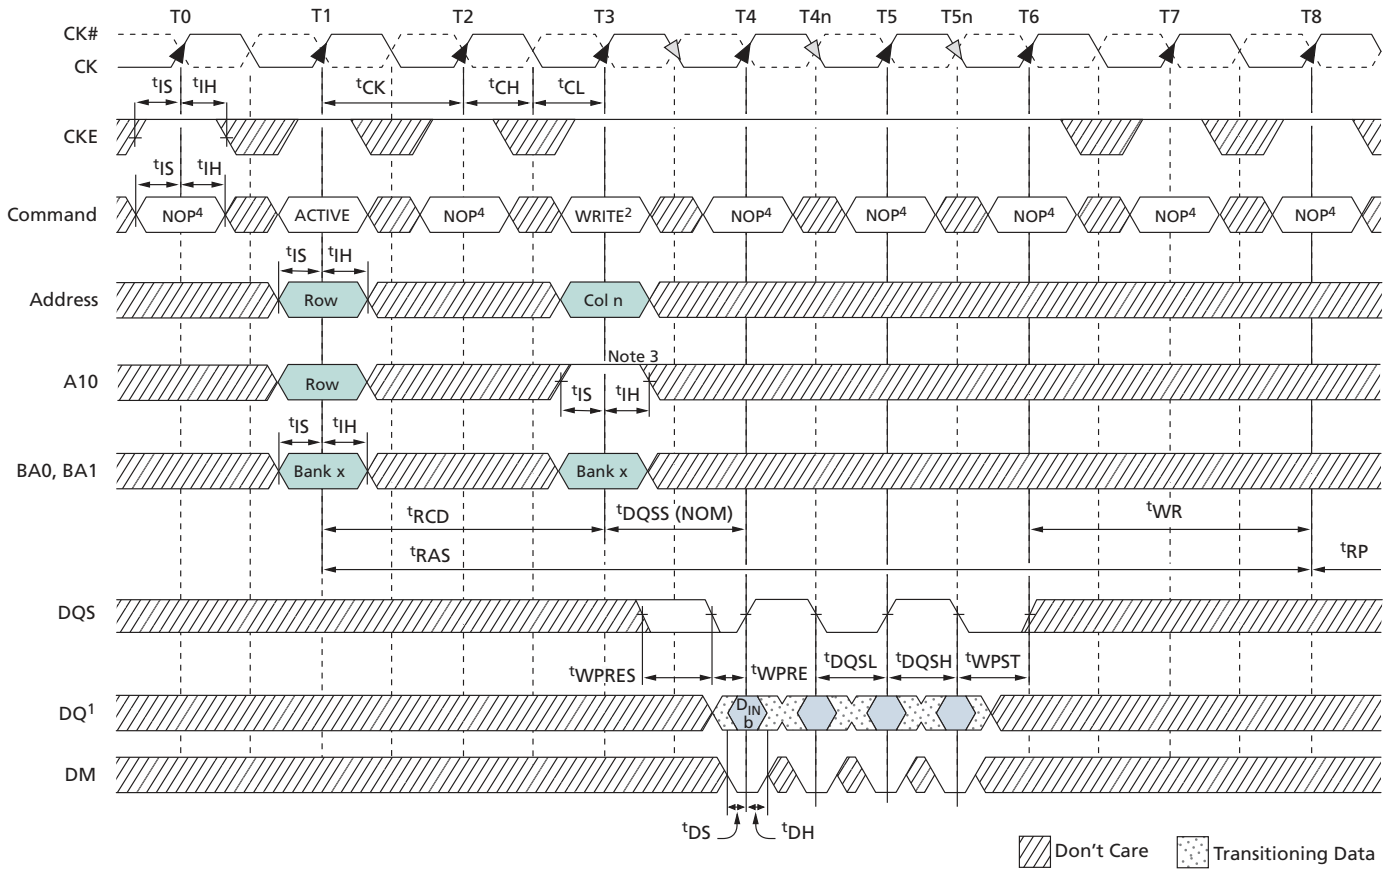 T0 T1 T2 T3 T4 T4n T5 T5n T6 T7 T8
CK#
CK
tIS tIH tCK tCH tCL
CKE
tIS tIH
Command NOP4 ACTIVE NOP4 WRITE2 NOP4 NOP4 NOP4 NOP4 NOP4
tIS tIH
Address Row Col n
Note 3
A10 Row
tIS tIH
tIS tIH
BA0, BA1 Bank x Bank x
tRCD tDQSS (NOM) tWR
tRAS tRP
DQS
tWPRES tWPRE tDQSL tDQSH tWPST
DQ1 DIN
b
DM
tDS tDH
Don't Care Transitioning Data